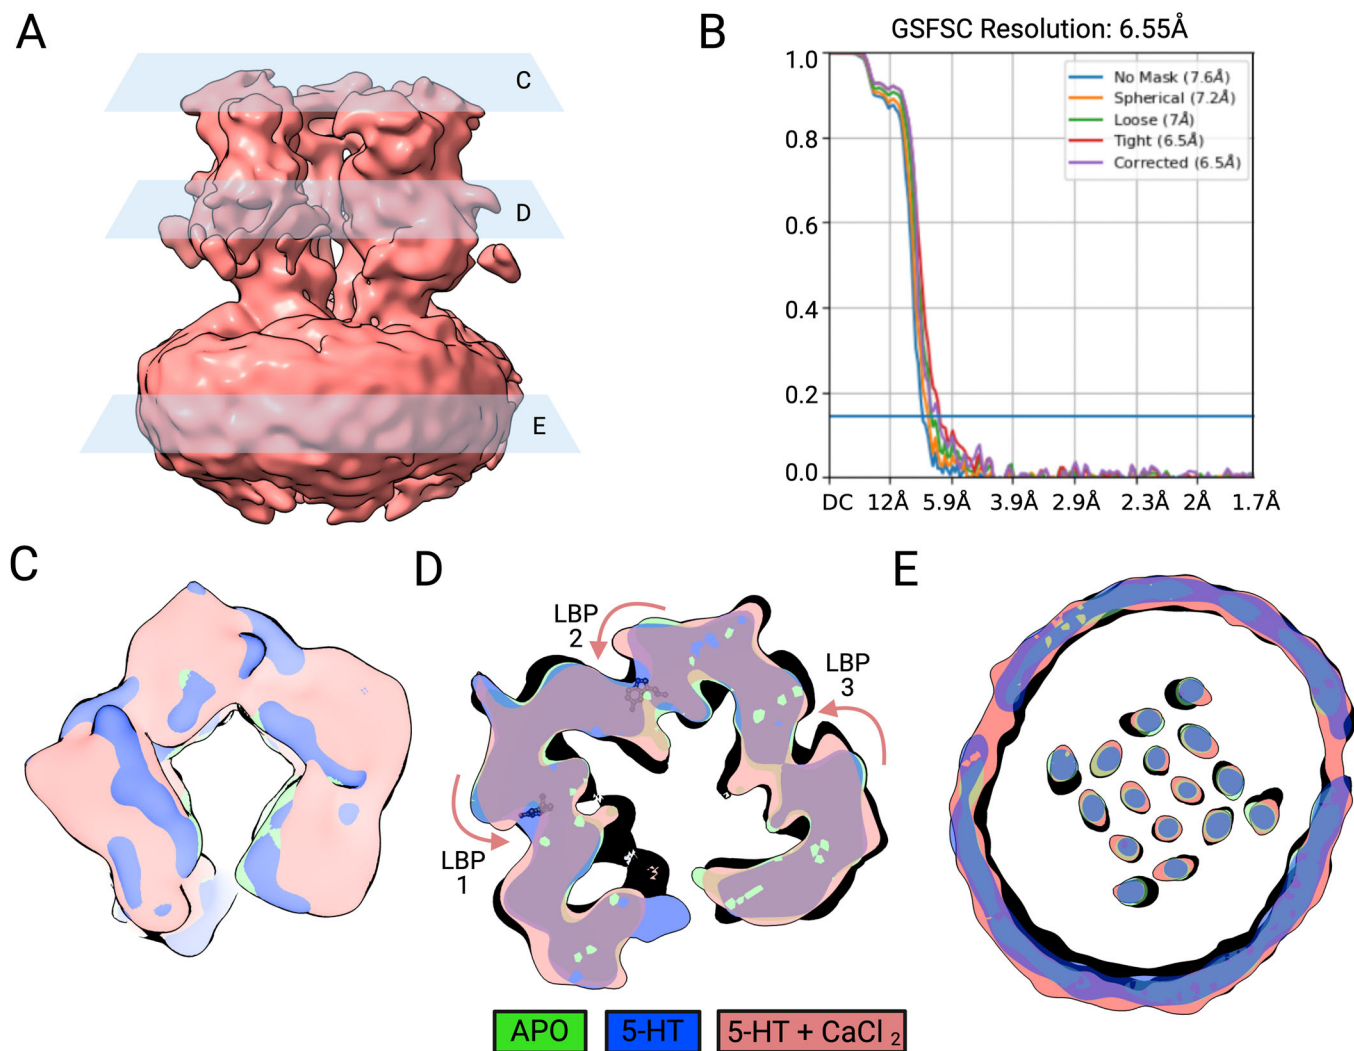 A
C
D
E
B
GSFSC Resolution: 6.55Å
1.0
0.8
0.6
0.4
0.2
0.0
No Mask (7.6Å)
Spherical (7.2Å)
Loose (7Å)
Tight (6.5Å)
Corrected (6.5Å)
DC 12Å 5.9Å 3.9Å 2.9Å 2.3Å 2Å 1.7Å
C
D
LBP
2
LBP
3
LBP
1
E
APO
5-HT
5-HT + CaCl₂